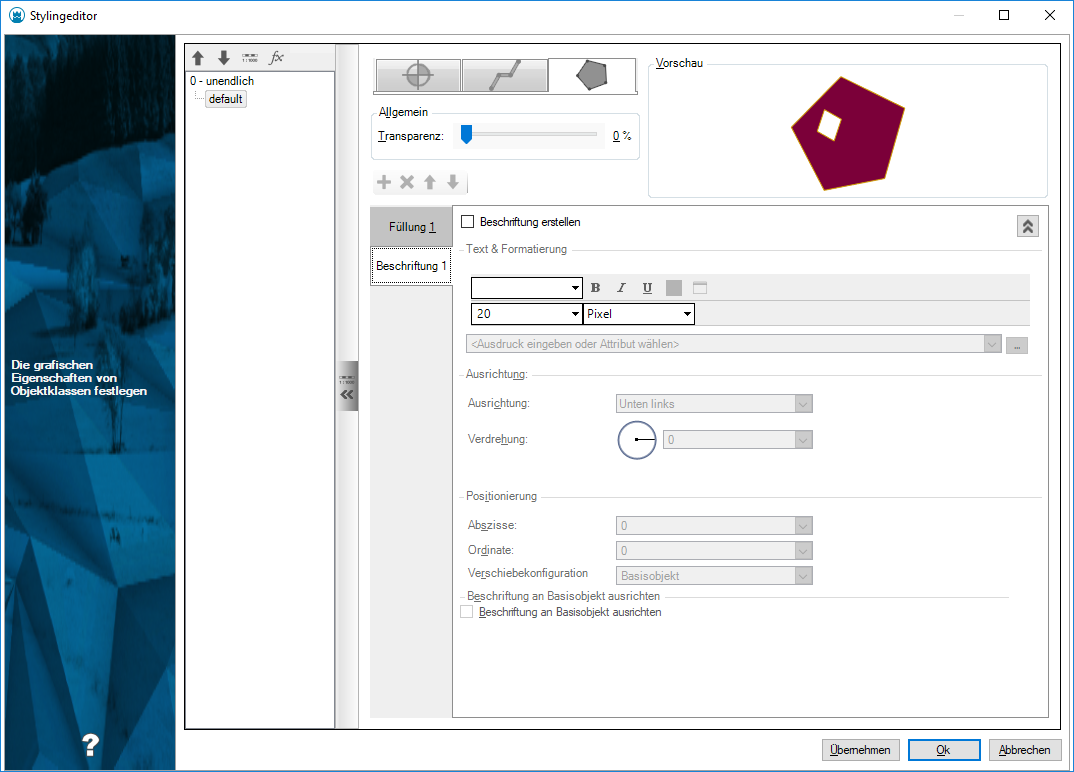 Stylingeditor
1 : 1000
fx
0 - unendlich
default
Die grafischen
Eigenschaften von
Objektklassen festlegen
?
1 : 1000
Allgemein
Transparenz:
0 %
Vorschau
Füllung 1
Beschriftung 1
Beschriftung erstellen
Text & Formatierung
B I U
20
Pixel
<Ausdruck eingeben oder Attribut wählen>
...
Ausrichtung:
Ausrichtung:
Unten links
Verdrehung:
0
Positionierung
Abszisse:
0
Ordinate:
0
Verschiebekonfiguration
Basisobjekt
Beschriftung an Basisobjekt ausrichten
Beschriftung an Basisobjekt ausrichten
Übernehmen
Ok
Abbrechen